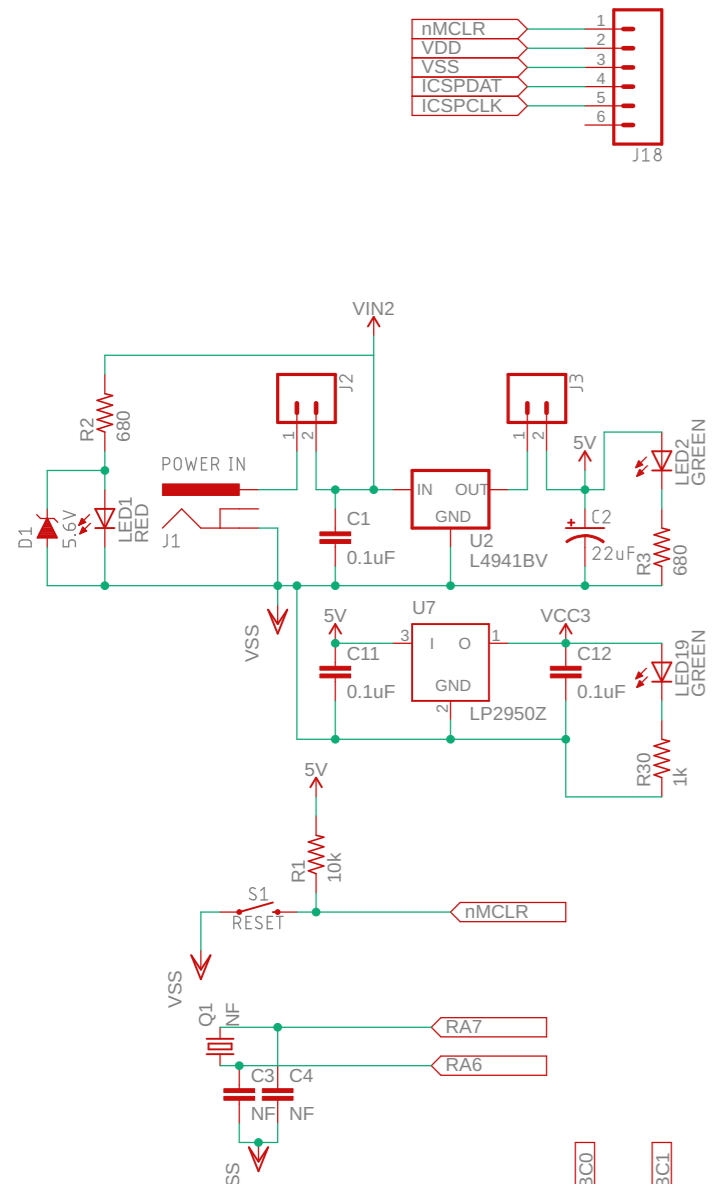 nMCLR
VDD
VSS
ICSPDAT
ICSPCLK
1
2
3
4
5
6
J18
VIN2
J2
J3
R2
680
1
2
1
2
5V
LED2
GREEN
POWER IN
IN
OUT
GND
D1
5.6V
LED1
RED
J1
C1
0.1uF
U2
L4941BV
C2
22uF
R3
680
VSS
5V
U7
VCC3
3
I
O
1
C11
0.1uF
GND
2
LP2950Z
C12
0.1uF
LED19
GREEN
R30
1k
5V
R1
10k
S1
RESET
nMCLR
VSS
Q1
NF
RA7
RA6
C3
C4
NF
NF